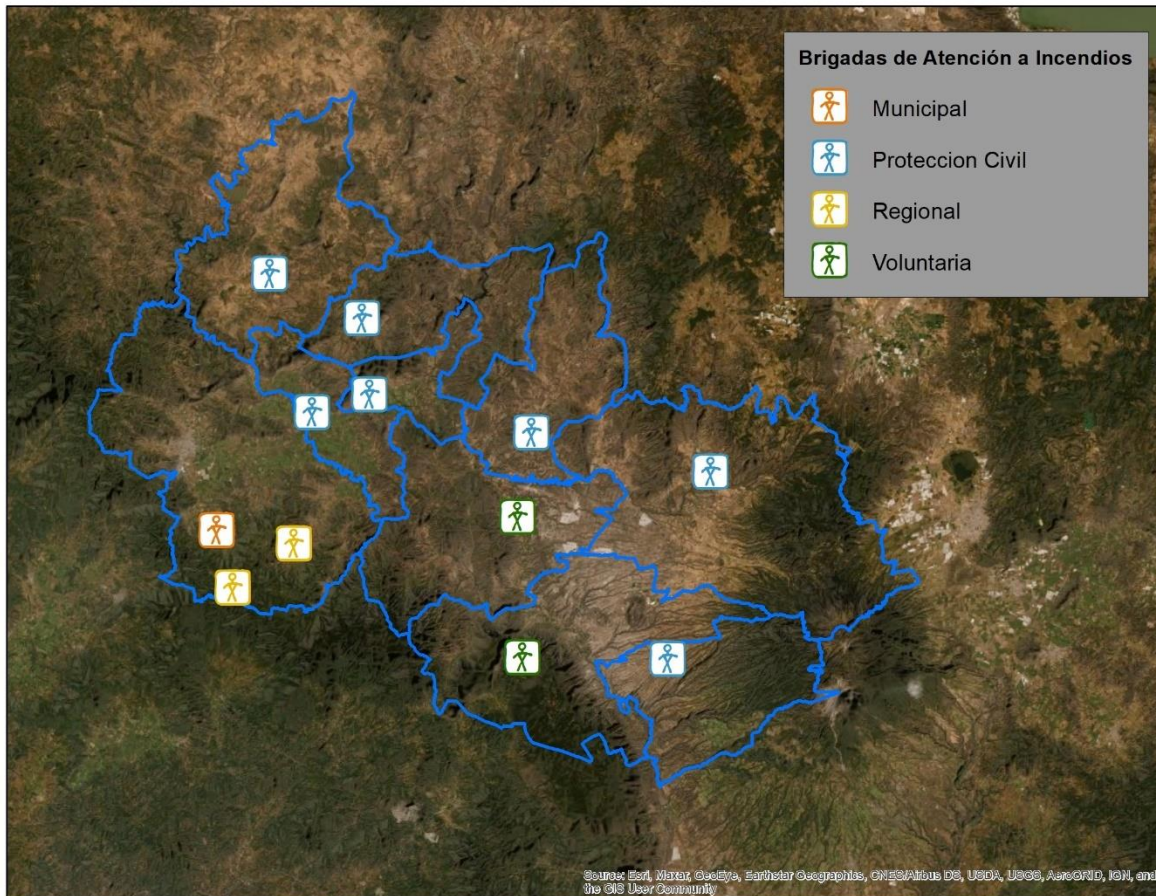 Brigadas de Atención a Incendios
Municipal
Proteccion Civil
Regional
Voluntaria
Source: Esri, Maxar, GeoEye, Earthstar Geographics, CNES/Airbus DS, USDA, USGS, AeroGRID, IGN, and
the GIS User Community